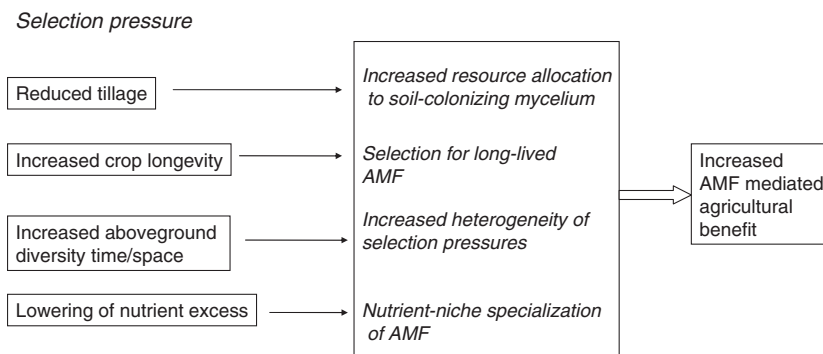 Selection pressure
Reduced tillage
Increased resource allocation
to soil-colonizing mycelium
Increased crop longevity
Selection for long-lived
AMF
Increased aboveground
diversity time/space
Increased heterogeneity of
selection pressures
Lowering of nutrient excess
Nutrient-niche specialization
of AMF
Increased
AMF mediated
agricultural
benefit